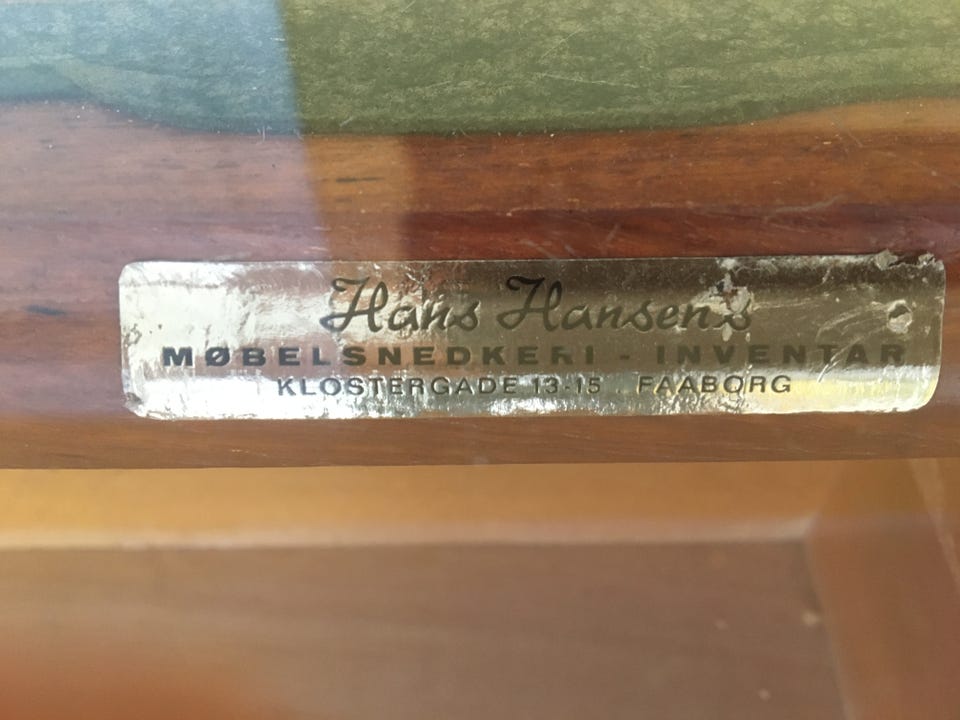 Hans Hansen's
MØBELSNEDKERI - INVENTAR
KLOSTERGADE 13-15 . FAABORG